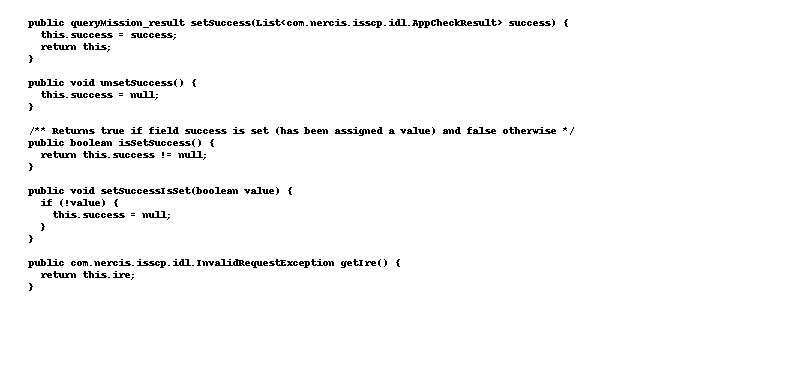 public queryMission_result setSuccess(List<com.nercis.isscp.idl.AppCheckResult> success) {
this.success = success;
return this;
}
public void unsetSuccess() {
this.success = null;
}
/** Returns true if field success is set (has been assigned a value) and false otherwise */
public boolean isSetSuccess() {
return this.success != null;
}
public void setSuccessIsSet(boolean value) {
if (!value) {
this.success = null;
}
}
public com.nercis.isscp.idl.InvalidRequestException getIre() {
return this.ire;
}